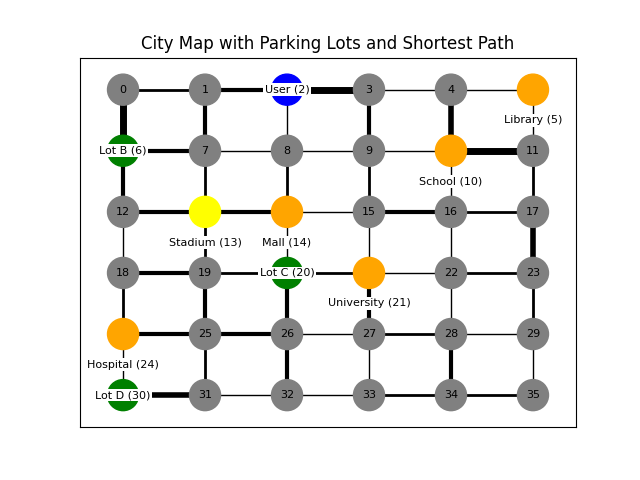 City Map with Parking Lots and Shortest Path
0 1 User (2) 3 4
Library (5)
Lot B (6) 7 8 9 11
School (10)
12 15 16 17
Stadium (13) Mall (14)
18 19 Lot C (20) 22 23
University (21)
25 26 27 28 29
Hospital (24)
Lot D (30) 31 32 33 34 35